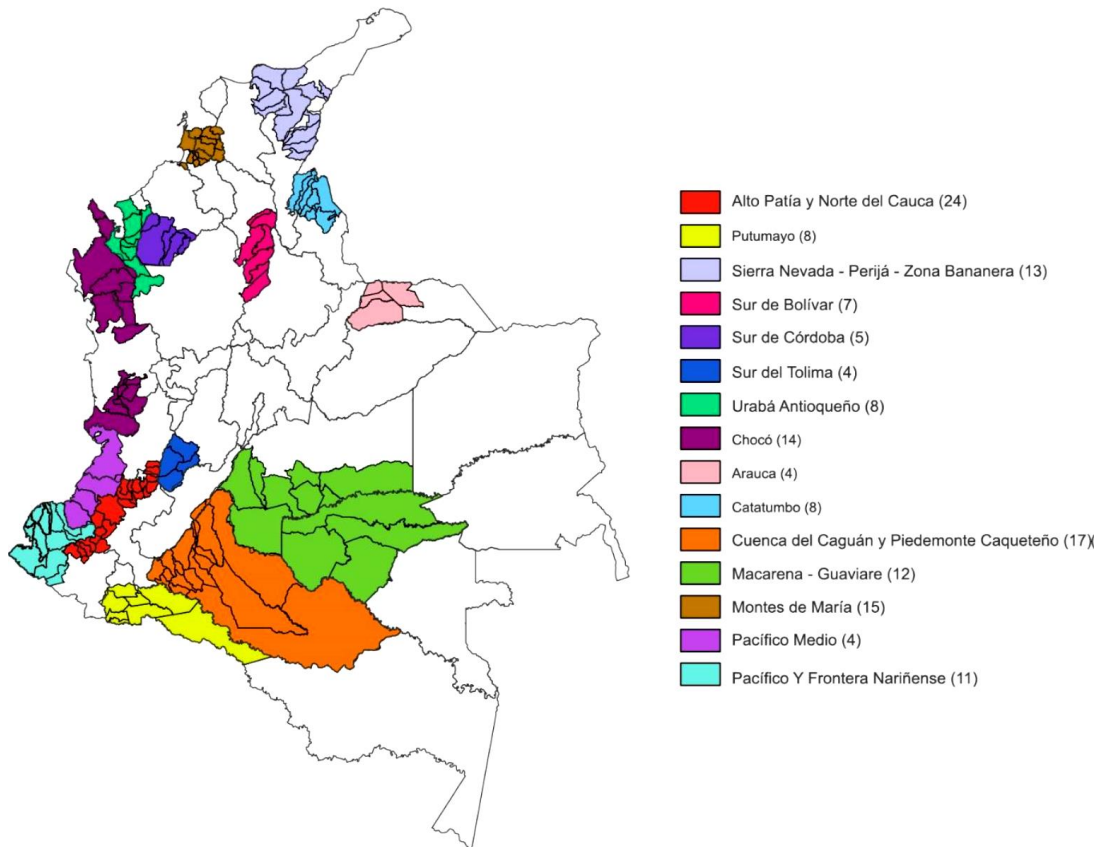 Alto Patía y Norte del Cauca (24)
Putumayo (8)
Sierra Nevada - Perijá - Zona Bananera (13)
Sur de Bolívar (7)
Sur de Córdoba (5)
Sur del Tolima (4)
Urabá Antioqueño (8)
Chocó (14)
Arauca (4)
Catatumbo (8)
Cuenca del Caguán y Piedemonte Caqueteño (17)(
Macarena - Guaviare (12)
Montes de María (15)
Pacífico Medio (4)
Pacífico Y Frontera Nariñense (11)